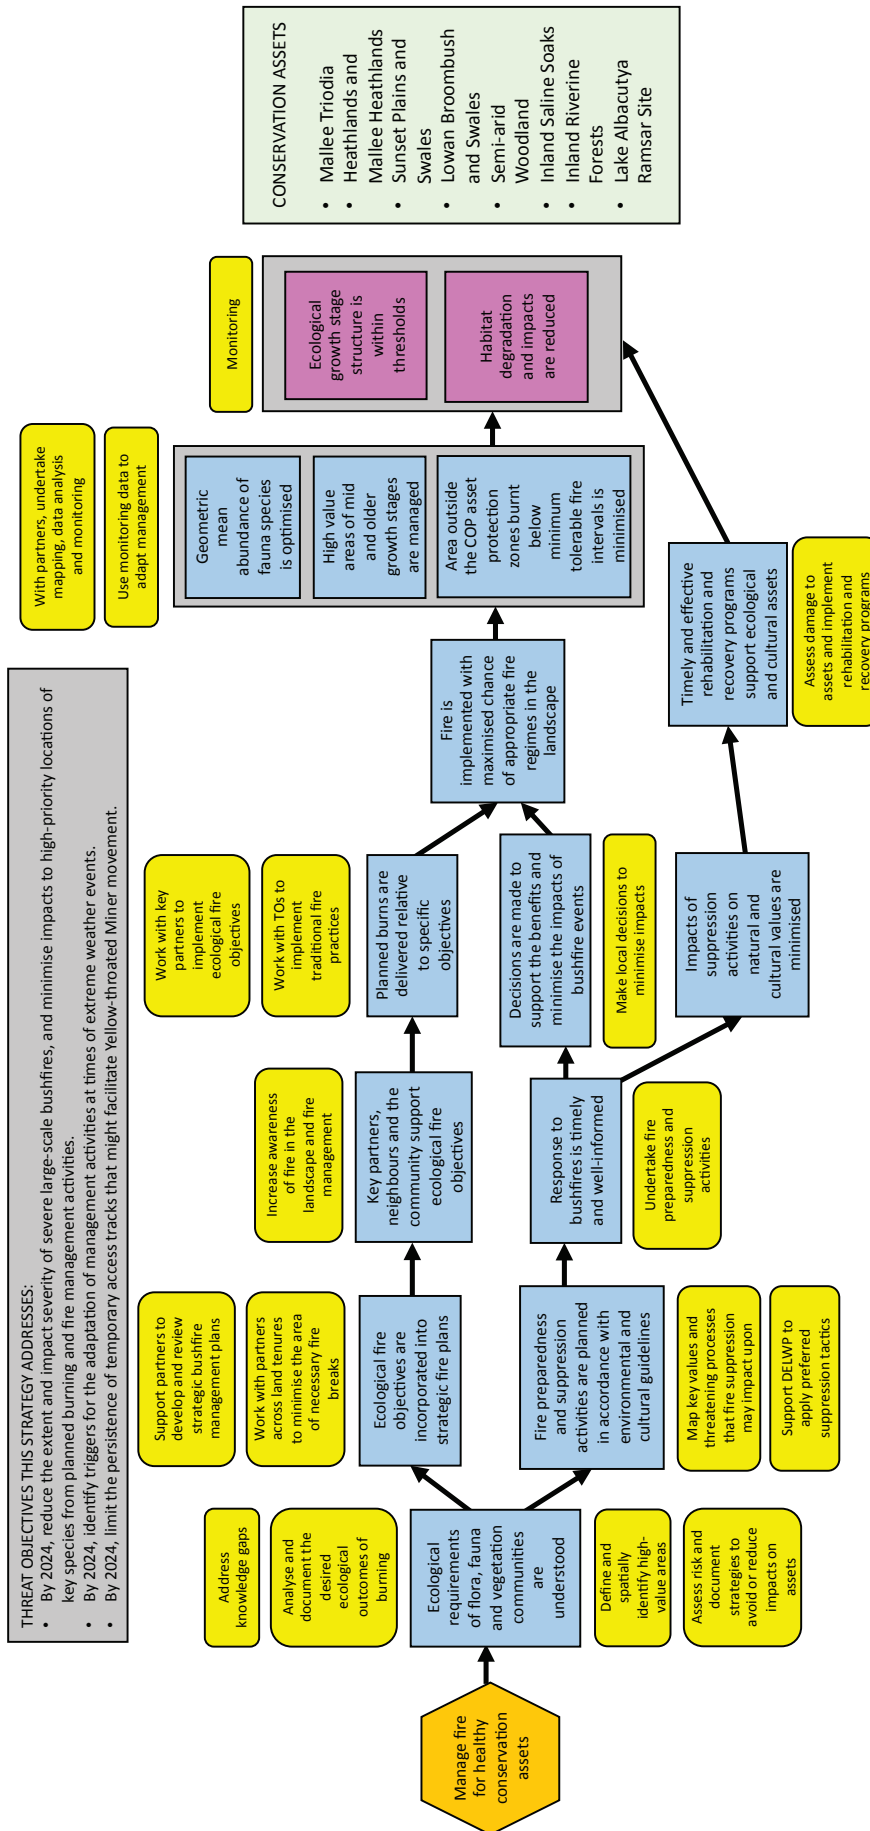 THREAT OBJECTIVES THIS STRATEGY ADDRESSES:
• By 2024, reduce the extent and impact severity of severe large-scale bushfires, and minimise impacts to high-priority locations of
key species from planned burning and fire management activities.
• By 2024, identify triggers for the adaptation of management activities at times of extreme weather events.
• By 2024, limit the persistence of temporary access tracks that might facilitate Yellow-throated Miner movement.
Manage fire
for healthy
conservation
assets
Address
knowledge gaps
Analyse and
document the
desired
ecological
outcomes of
burning
Ecological
requirements
of flora, fauna
and vegetation
communities
are
understood
Define and
spatially
identify high-
value areas
Assess risk and
document
strategies to
avoid or reduce
impacts on
assets
Support partners to
develop and review
strategic bushfire
management plans
Work with partners
across land tenures
to minimise the area
of necessary fire
breaks
Ecological fire
objectives are
incorporated into
strategic fire plans
Fire preparedness
and suppression
activities are planned
in accordance with
environmental and
cultural guidelines
Map key values and
threatening processes
that fire suppression
may impact upon
Support DELWP to
apply preferred
suppression tactics
Increase awareness
of fire in the
landscape and fire
management
Key partners,
neighbours and the
community support
ecological fire
objectives
Response to
bushfires is timely
and well-informed
Undertake fire
preparedness and
suppression
activities
Work with key
partners to
implement
ecological fire
objectives
Work with TOs to
implement
traditional fire
practices
Planned burns are
delivered relative
to specific
objectives
Decisions are made to
support the benefits and
minimise the impacts of
bushfire events
Make local decisions to
minimise impacts
Impacts of
suppression
activities on
natural and
cultural values are
minimised
Fire is
implemented with
maximised chance
of appropriate fire
regimes in the
landscape
Timely and effective
rehabilitation and
recovery programs
support ecological
and cultural assets
Assess damage to
assets and implement
rehabilitation and
recovery programs
With partners, undertake
mapping, data analysis
and monitoring
Use monitoring data to
adapt management
Geometric
mean
abundance of
fauna species
is optimised
High value
areas of mid
and older
growth stages
are managed
Area outside
the COP asset
protection
zones burnt
below
minimum
tolerable fire
intervals is
minimised
Monitoring
Ecological
growth stage
structure is
within
thresholds
Habitat
degradation
and impacts
are reduced
CONSERVATION ASSETS
• Mallee Triodia
• Heathlands and
Mallee Heathlands
• Sunset Plains and
Swales
• Lowan Broombush
and Swales
• Semi-arid
Woodland
• Inland Saline Soaks
• Inland Riverine
Forests
• Lake Albacutya
Ramsar Site